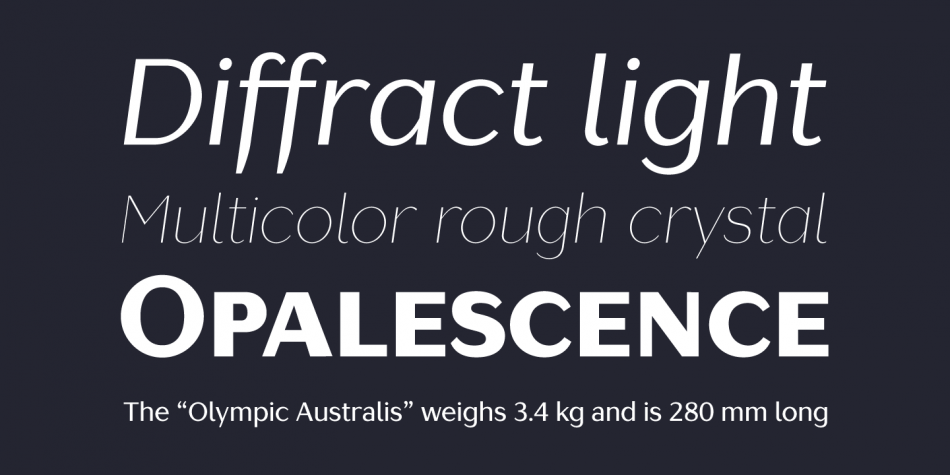 Diffract light
Multicolor rough crystal
Opalescence
The “Olympic Australis” weighs 3.4 kg and is 280 mm long